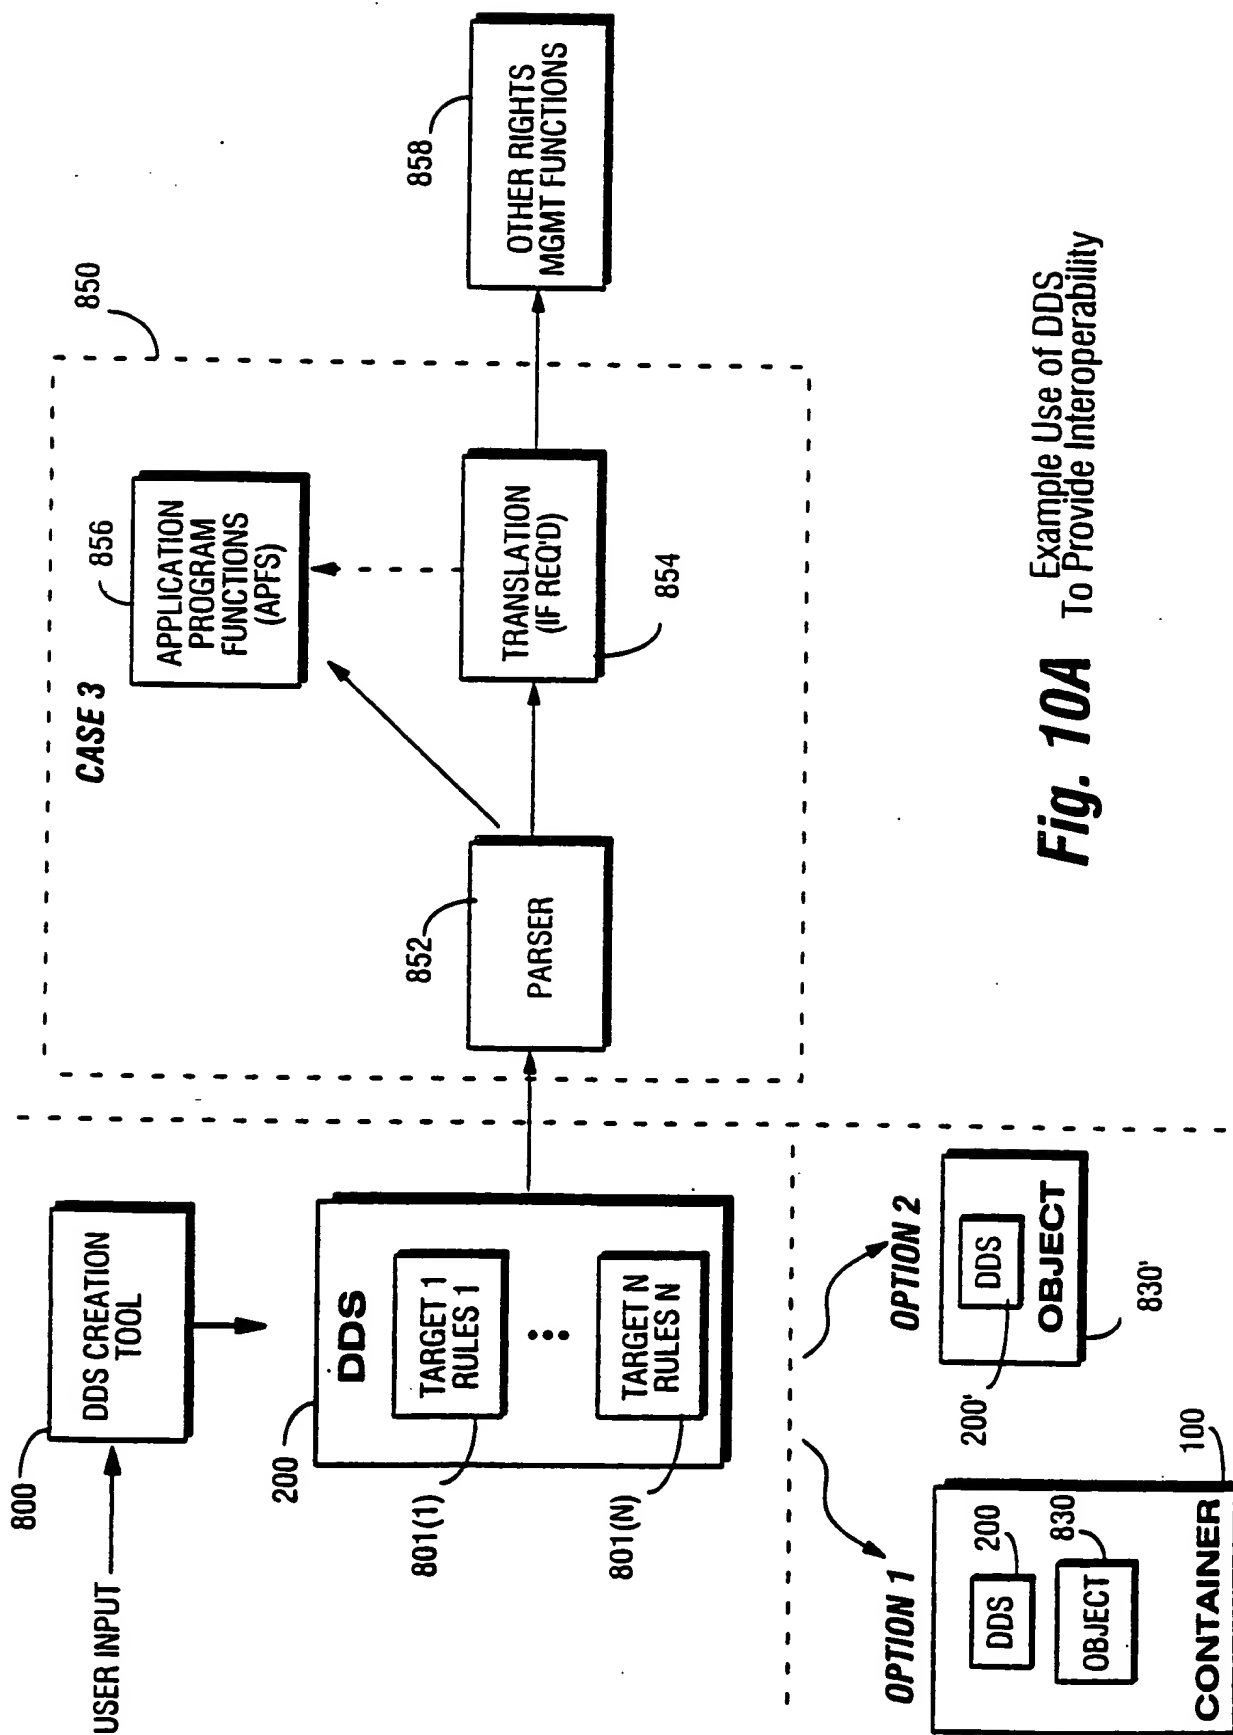 USER INPUT
800
DDS CREATION
TOOL
200
DDS
TARGET 1
RULES 1
801(1)
TARGET N
RULES N
801(N)
OPTION 1
DDS
200
OBJECT
830
CONTAINER
100
OPTION 2
DDS
200'
OBJECT
830'
CASE 3
850
852
PARSER
856
APPLICATION
PROGRAM
FUNCTIONS
(APFS)
TRANSLATION
(IF REQ'D)
854
858
OTHER RIGHTS
MGMT FUNCTIONS
Fig. 10A
Example Use of DDS
To Provide Interoperability